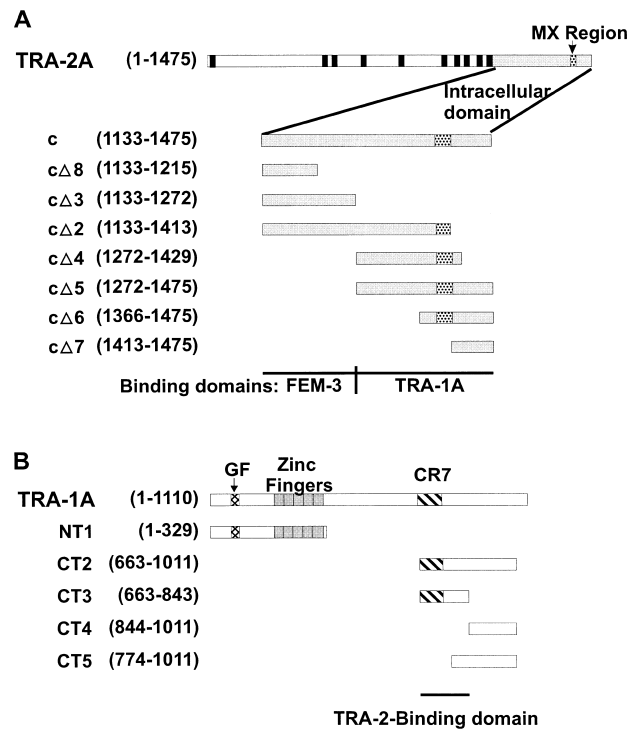 A
MX Region
TRA-2A (1-1475)
Intracellular
domain
c (1133-1475)
c△8 (1133-1215)
c△3 (1133-1272)
c△2 (1133-1413)
c△4 (1272-1429)
c△5 (1272-1475)
c△6 (1366-1475)
c△7 (1413-1475)
Binding domains: FEM-3 TRA-1A
B
GF Zinc
Fingers CR7
TRA-1A (1-1110)
NT1 (1-329)
CT2 (663-1011)
CT3 (663-843)
CT4 (844-1011)
CT5 (774-1011)
TRA-2-Binding domain